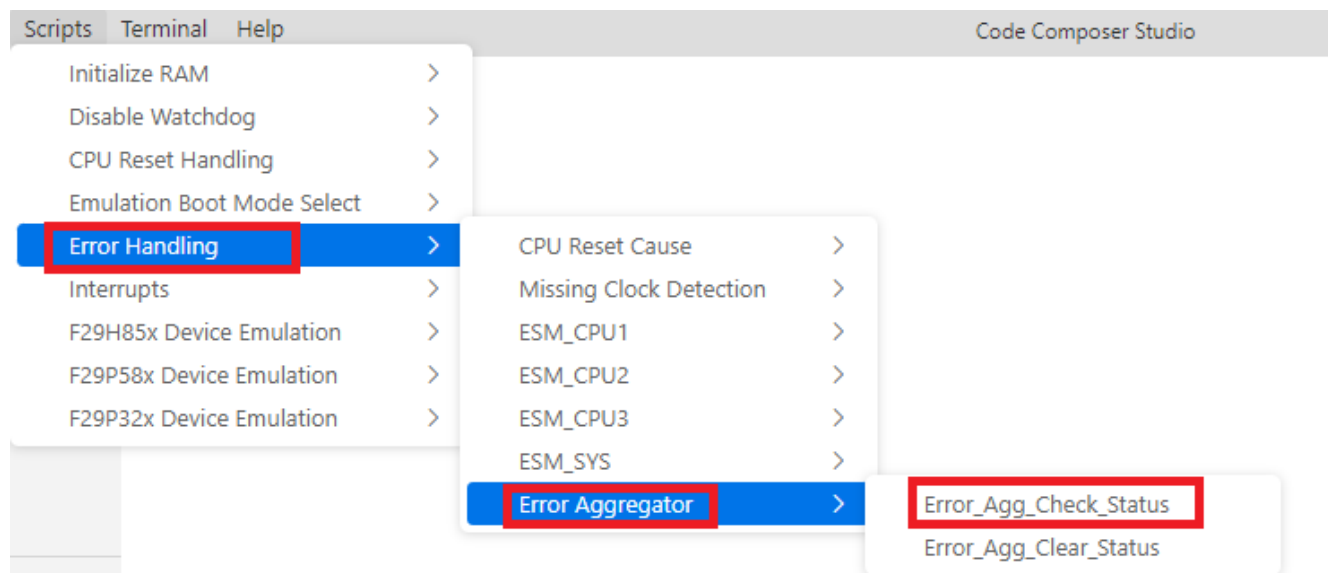 Scripts Terminal Help Code Composer Studio
Initialize RAM
Disable Watchdog
CPU Reset Handling
Emulation Boot Mode Select
Error Handling
Interrupts
F29H85x Device Emulation
F29P58x Device Emulation
F29P32x Device Emulation
CPU Reset Cause
Missing Clock Detection
ESM_CPU1
ESM_CPU2
ESM_CPU3
ESM_SYS
Error Aggregator
Error_Agg_Check_Status
Error_Agg_Clear_Status